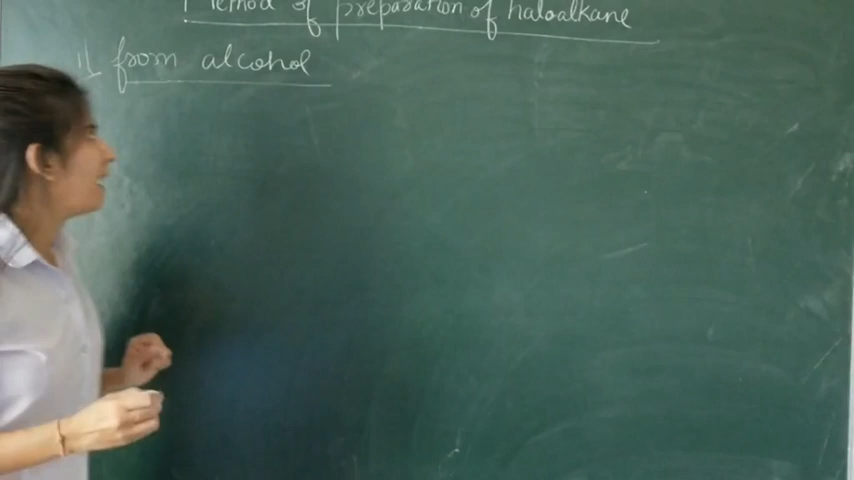 Method of preparation of haloalkane
1) from alcohol